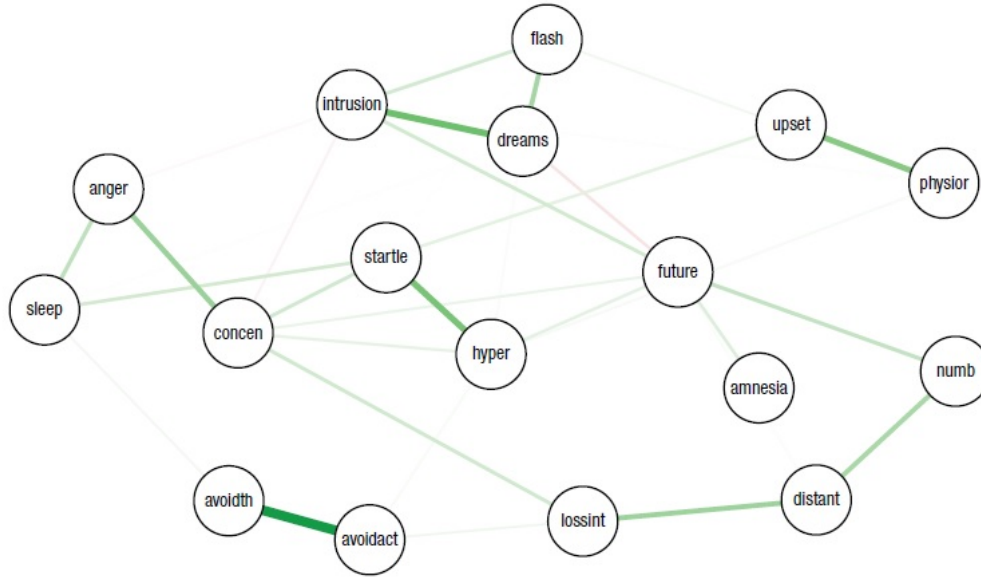 flash
intrusion
dreams
upset
physior
anger
startle
future
sleep
concen
hyper
amnesia
numb
avoidth
avoidact
lossint
distant